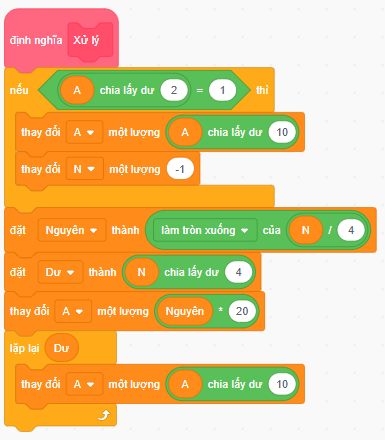 định nghĩa Xử lý
nếu A chia lấy dư 2 = 1 thì
thay đổi A một lượng A chia lấy dư 10
thay đổi N một lượng -1
đặt Nguyên thành làm tròn xuống của N / 4
đặt Dư thành N chia lấy dư 4
thay đổi A một lượng Nguyên * 20
lặp lại Dư
thay đổi A một lượng A chia lấy dư 10